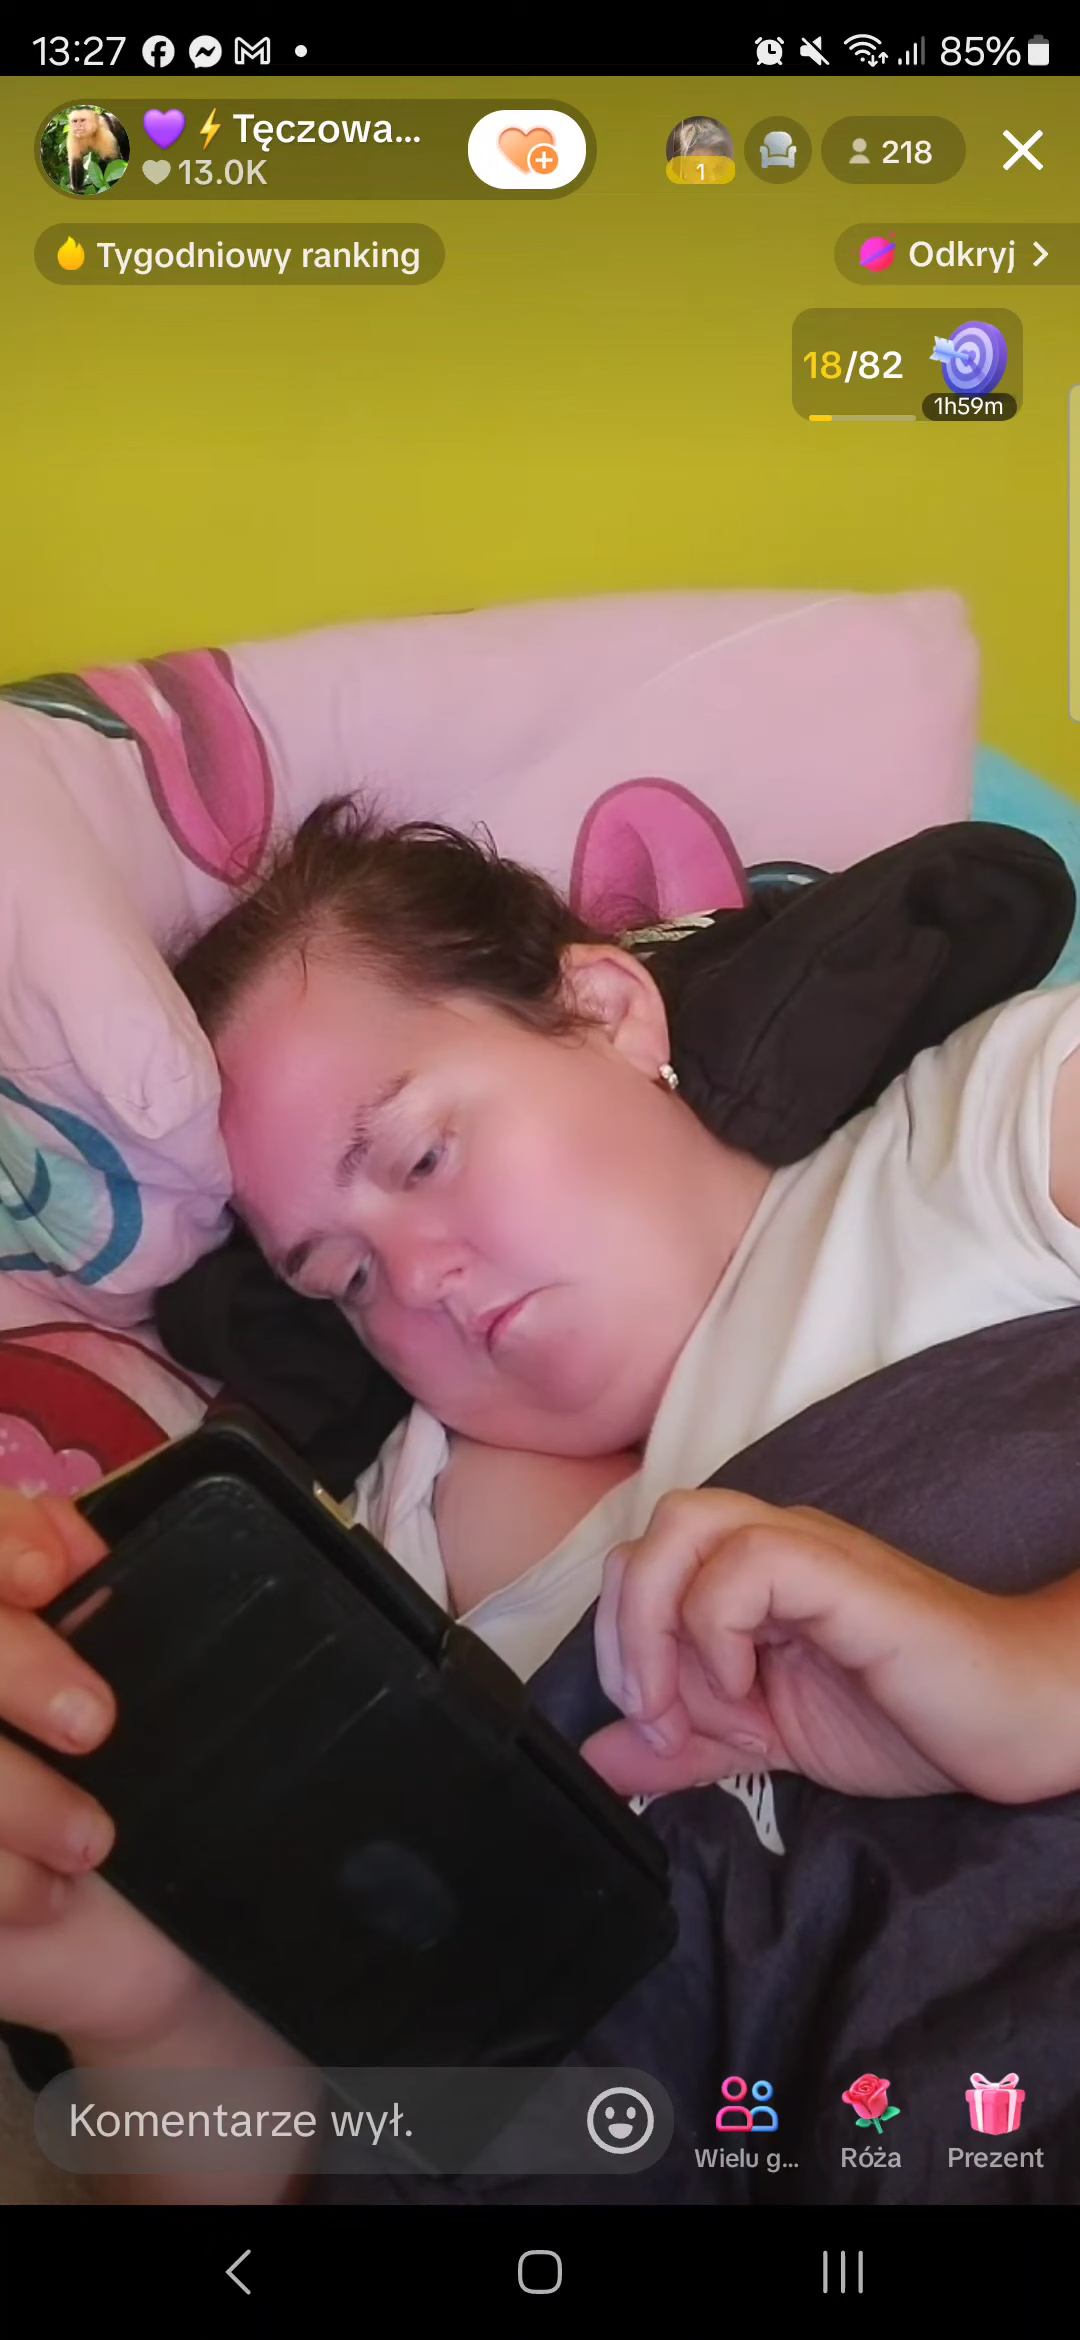 13:27
85%
💜⚡Tęczowa...
13.0K
1
218
Tygodniowy ranking
Odkryj >
18/82
1h59m
Komentarze wył.
Wielu g...
Róża
Prezent